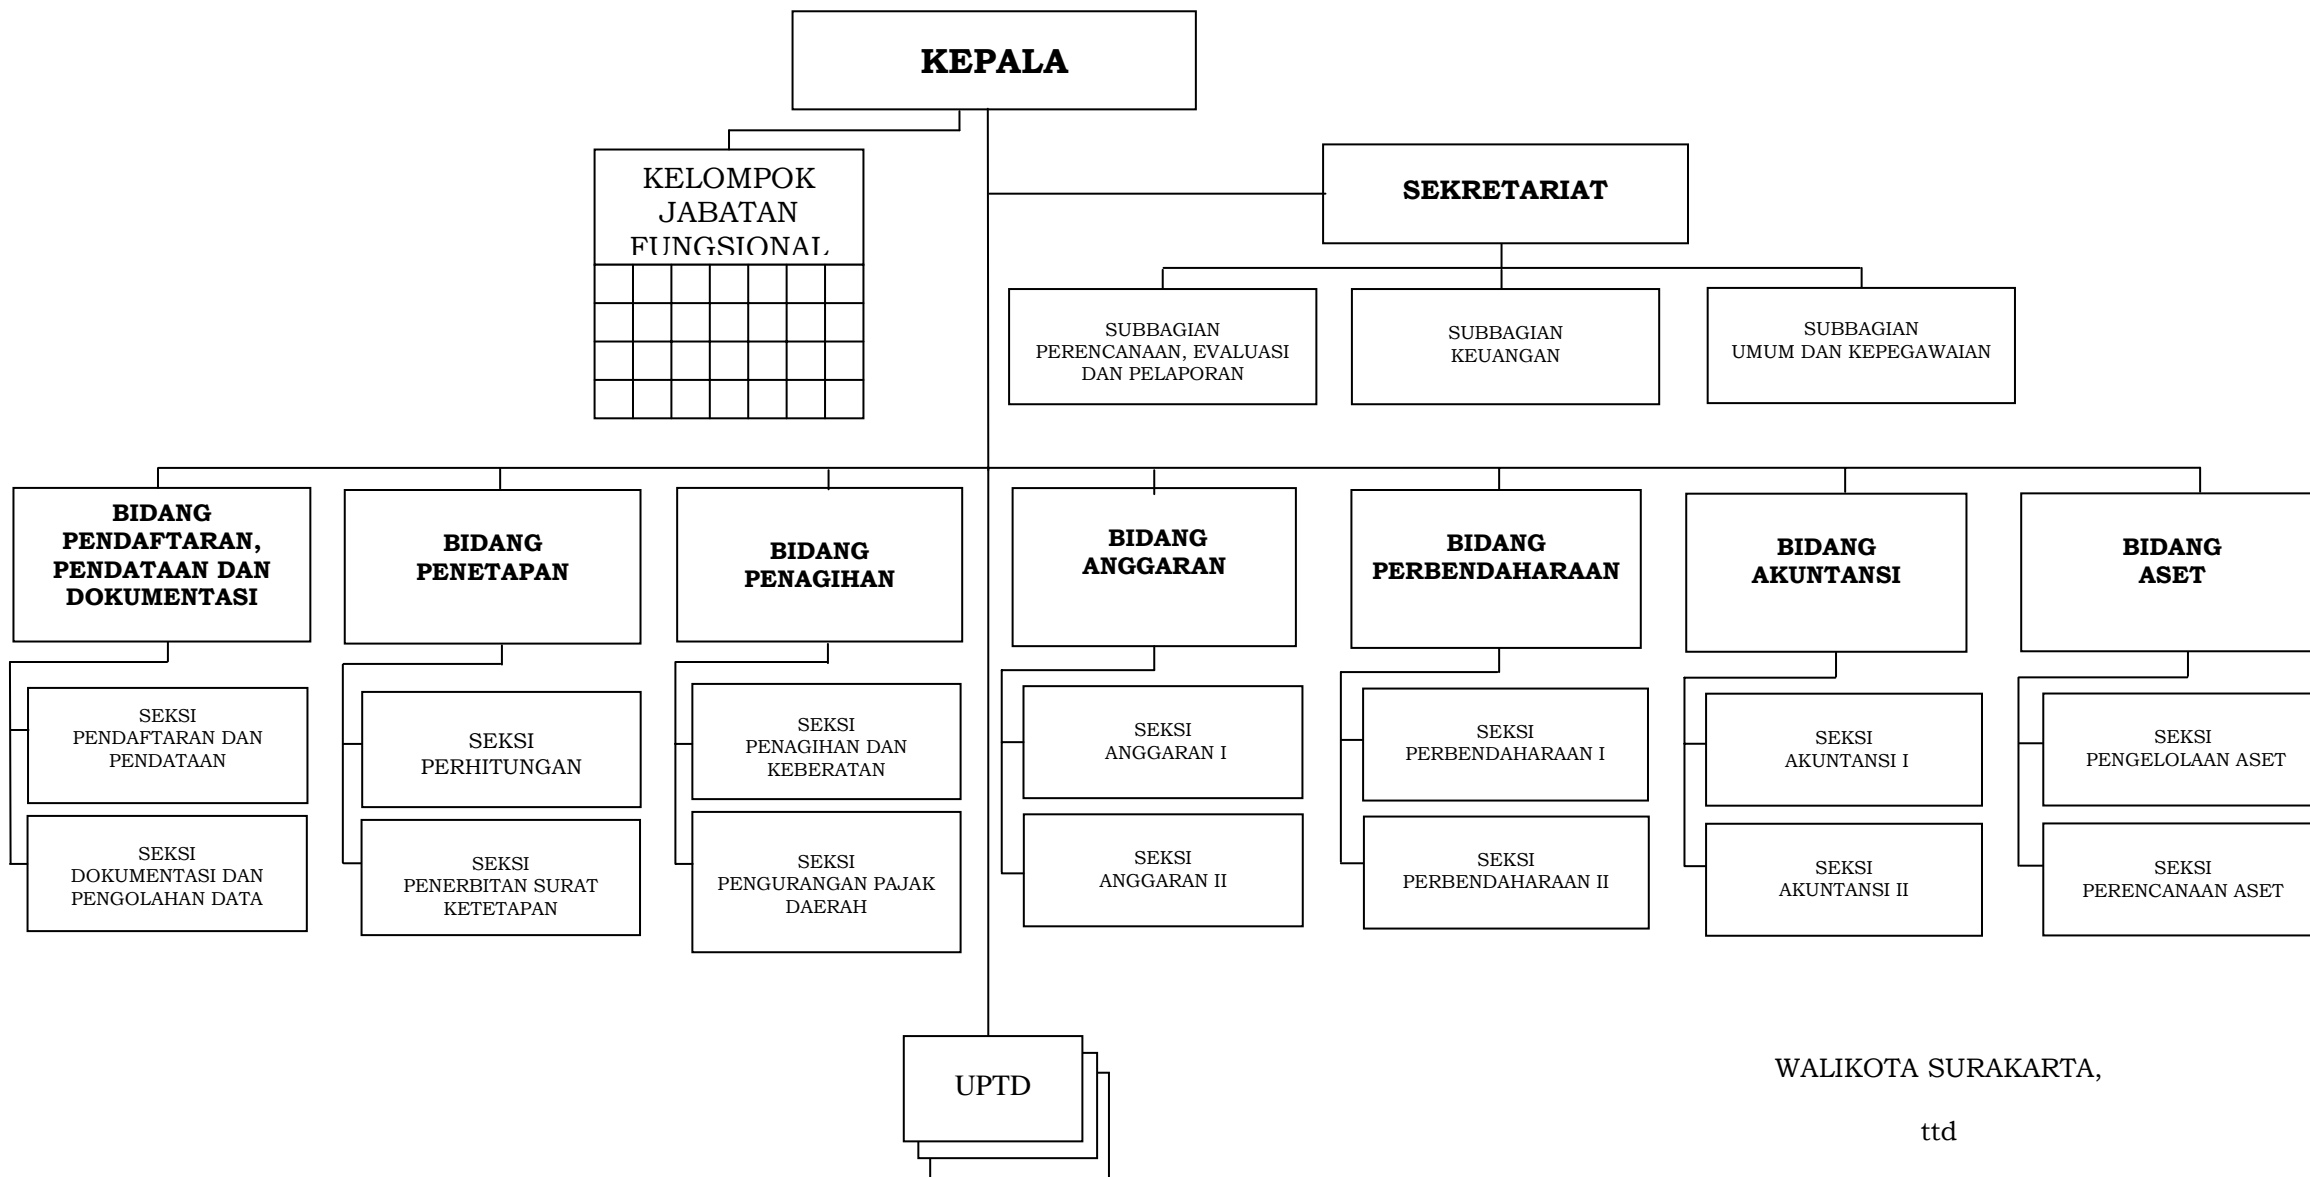 KEPALA
KELOMPOK
JABATAN
FUNGSIONAL
SEKRETARIAT
SUBBAGIAN
PERENCANAAN, EVALUASI
DAN PELAPORAN
SUBBAGIAN
KEUANGAN
SUBBAGIAN
UMUM DAN KEPEGAWAIAN
BIDANG
PENDAFTARAN,
PENDATAAN DAN
DOKUMENTASI
BIDANG
PENETAPAN
BIDANG
PENAGIHAN
BIDANG
ANGGARAN
BIDANG
PERBENDAHARAAN
BIDANG
AKUNTANSI
BIDANG
ASET
SEKSI
PENDAFTARAN DAN
PENDATAAN
SEKSI
PERHITUNGAN
SEKSI
PENAGIHAN DAN
KEBERATAN
SEKSI
ANGGARAN I
SEKSI
PERBENDAHARAAN I
SEKSI
AKUNTANSI I
SEKSI
PENGELOLAAN ASET
SEKSI
DOKUMENTASI DAN
PENGOLAHAN DATA
SEKSI
PENERBITAN SURAT
KETETAPAN
SEKSI
PENGURANGAN PAJAK
DAERAH
SEKSI
ANGGARAN II
SEKSI
PERBENDAHARAAN II
SEKSI
AKUNTANSI II
SEKSI
PERENCANAAN ASET
UPTD
WALIKOTA SURAKARTA,
ttd